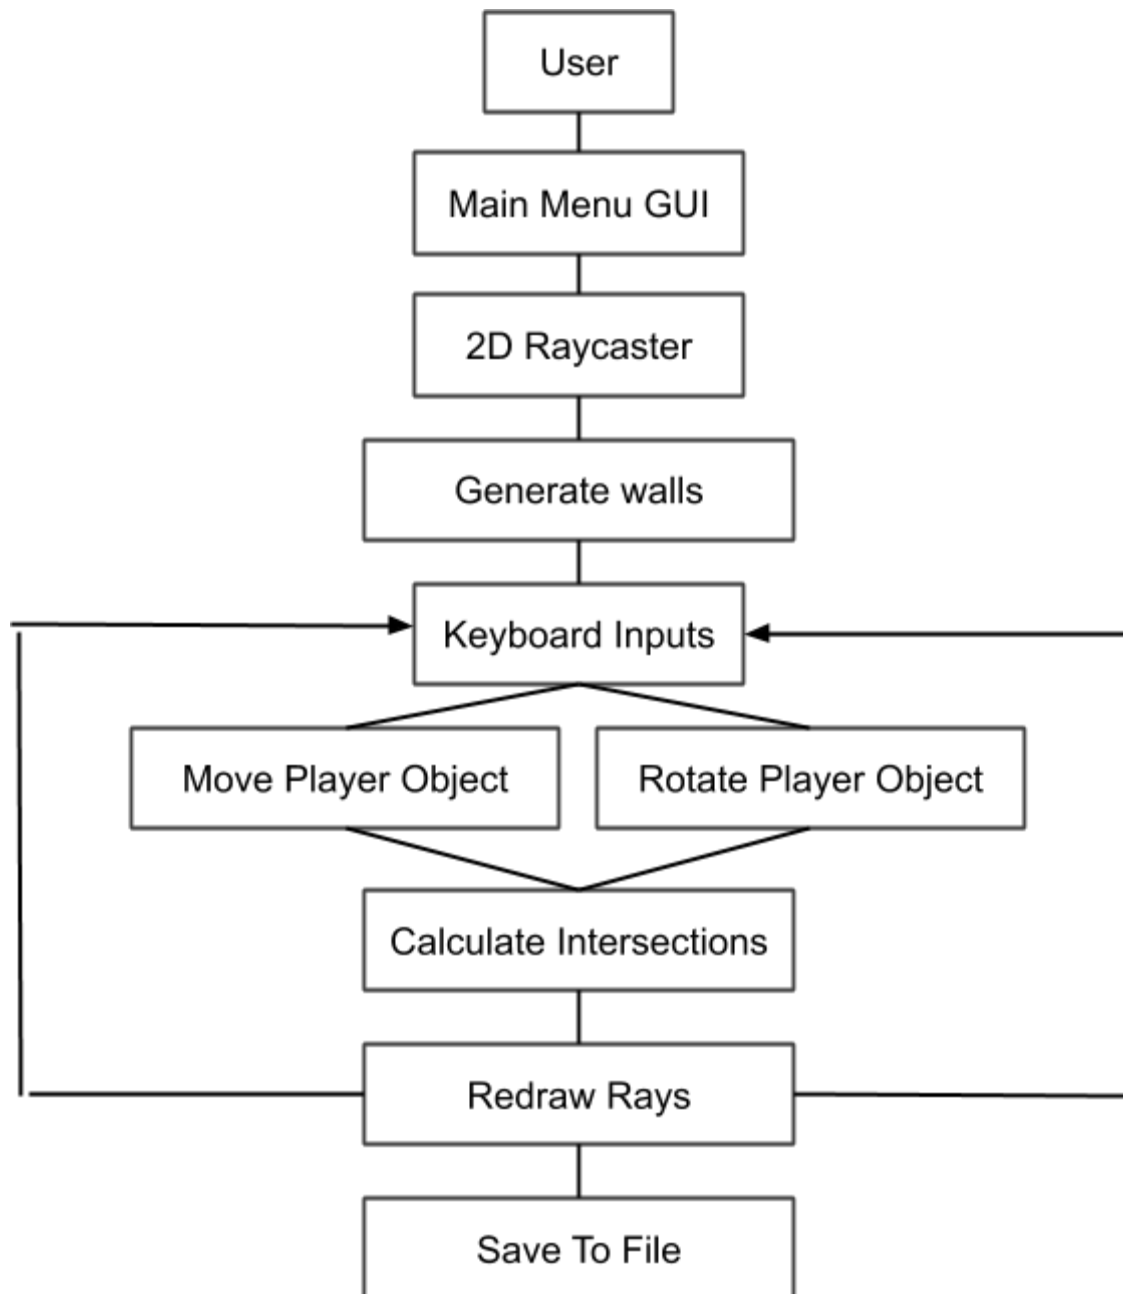 User
Main Menu GUI
2D Raycaster
Generate walls
Keyboard Inputs
Move Player Object
Rotate Player Object
Calculate Intersections
Redraw Rays
Save To File